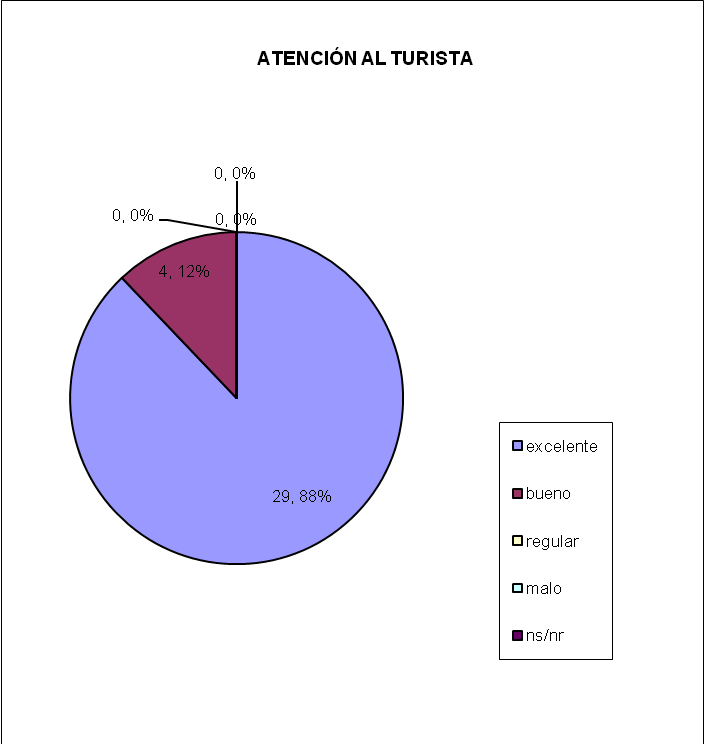 ATENCIÓN AL TURISTA
0, 0%
0, 0%
0, 0%
4, 12%
29, 88%
excelente
bueno
regular
malo
ns/nr